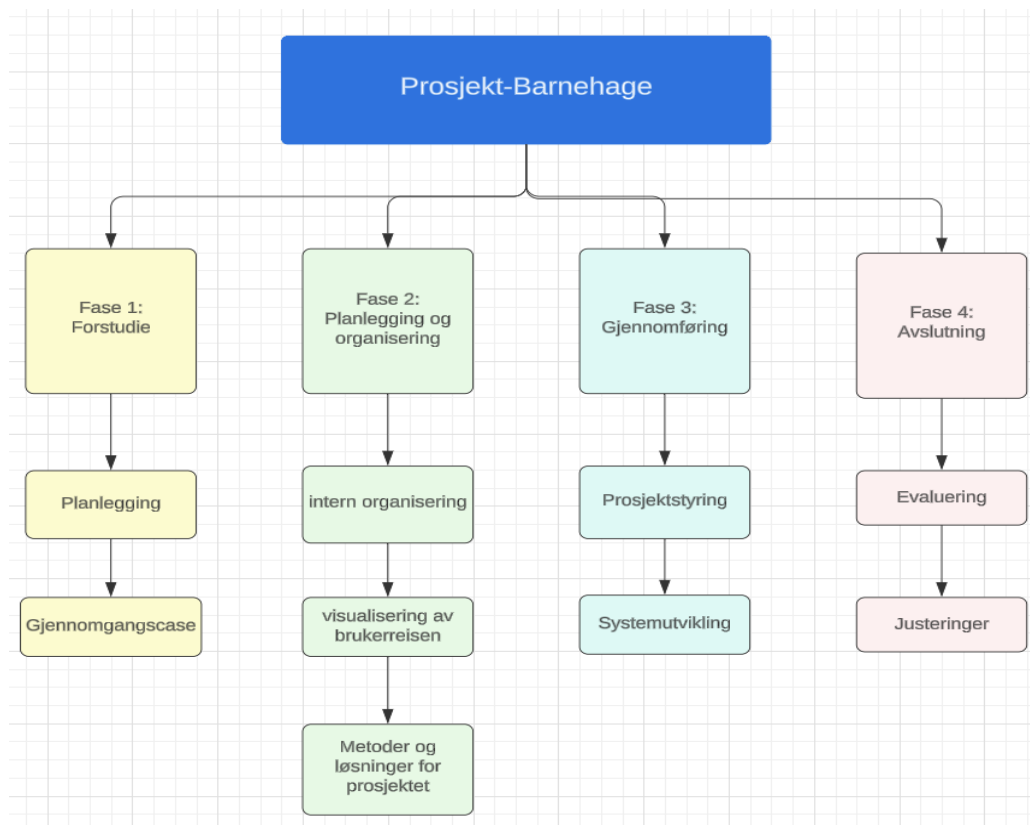 Prosjekt-Barnehage
Fase 1:
Forstudie
Fase 2:
Planlegging og
organisering
Fase 3:
Gjennomføring
Fase 4:
Avslutning
Planlegging
intern organisering
Prosjektstyring
Evaluering
Gjennomgangscase
visualisering av
brukerreisen
Systemutvikling
Justeringer
Metoder og
løsninger for
prosjektet